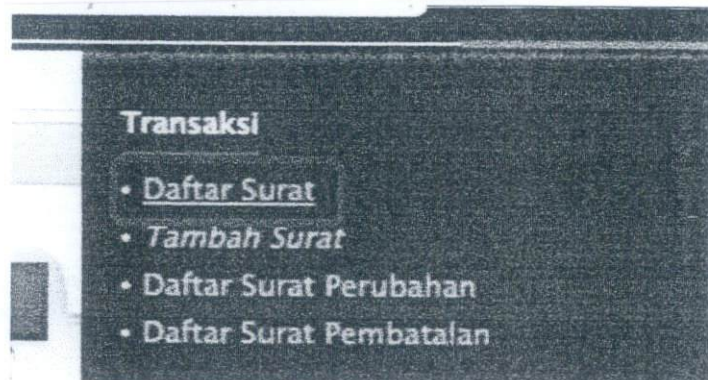 Transaksi
• Daftar Surat
• Tambah Surat
• Daftar Surat Perubahan
• Daftar Surat Pembatalan